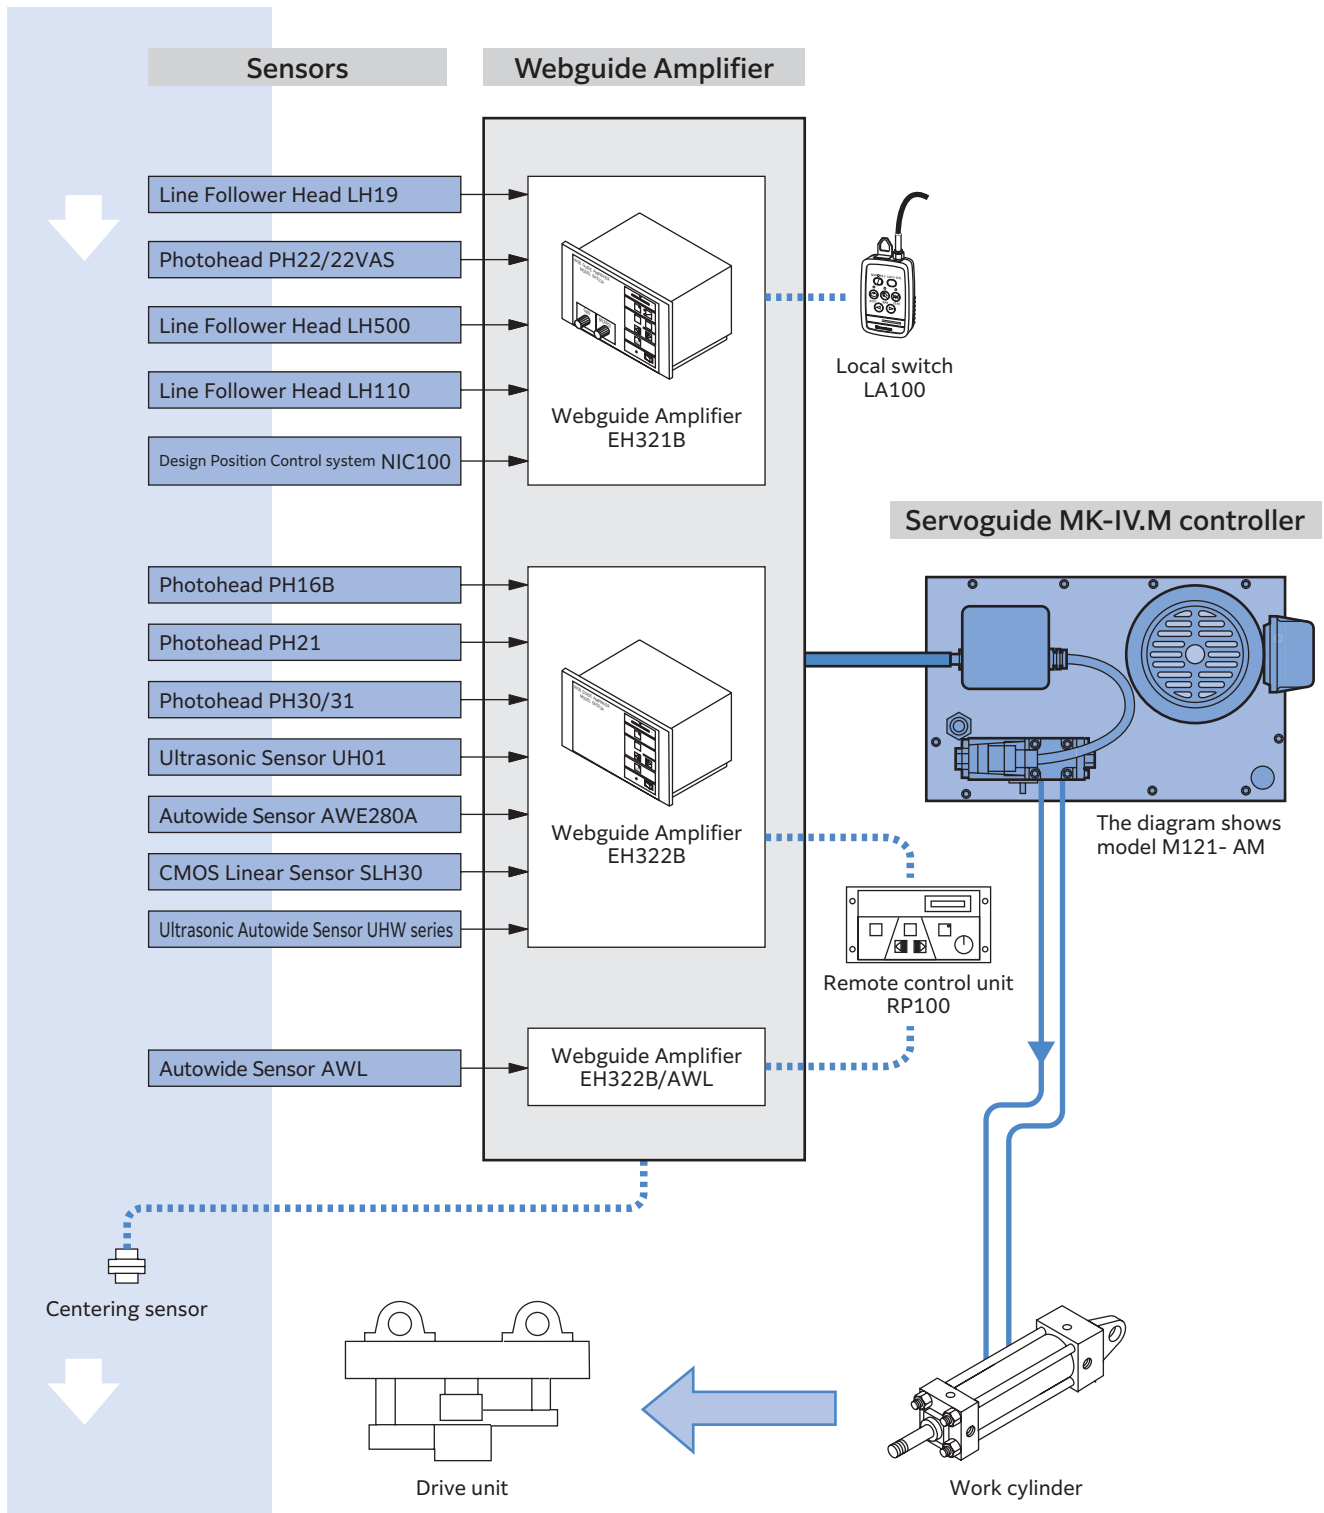 Sensors
Webguide Amplifier
Line Follower Head LH19
Photohead PH22/22VAS
Line Follower Head LH500
Line Follower Head LH110
Design Position Control system NIC100
Webguide Amplifier
EH321B
Local switch
LA100
Servoguide MK-IV.M controller
Photohead PH16B
Photohead PH21
Photohead PH30/31
Ultrasonic Sensor UH01
Autowide Sensor AWE280A
CMOS Linear Sensor SLH30
Ultrasonic Autowide Sensor UHW series
Webguide Amplifier
EH322B
The diagram shows
model M121- AM
Remote control unit
RP100
Autowide Sensor AWL
Webguide Amplifier
EH322B/AWL
Centering sensor
Drive unit
Work cylinder